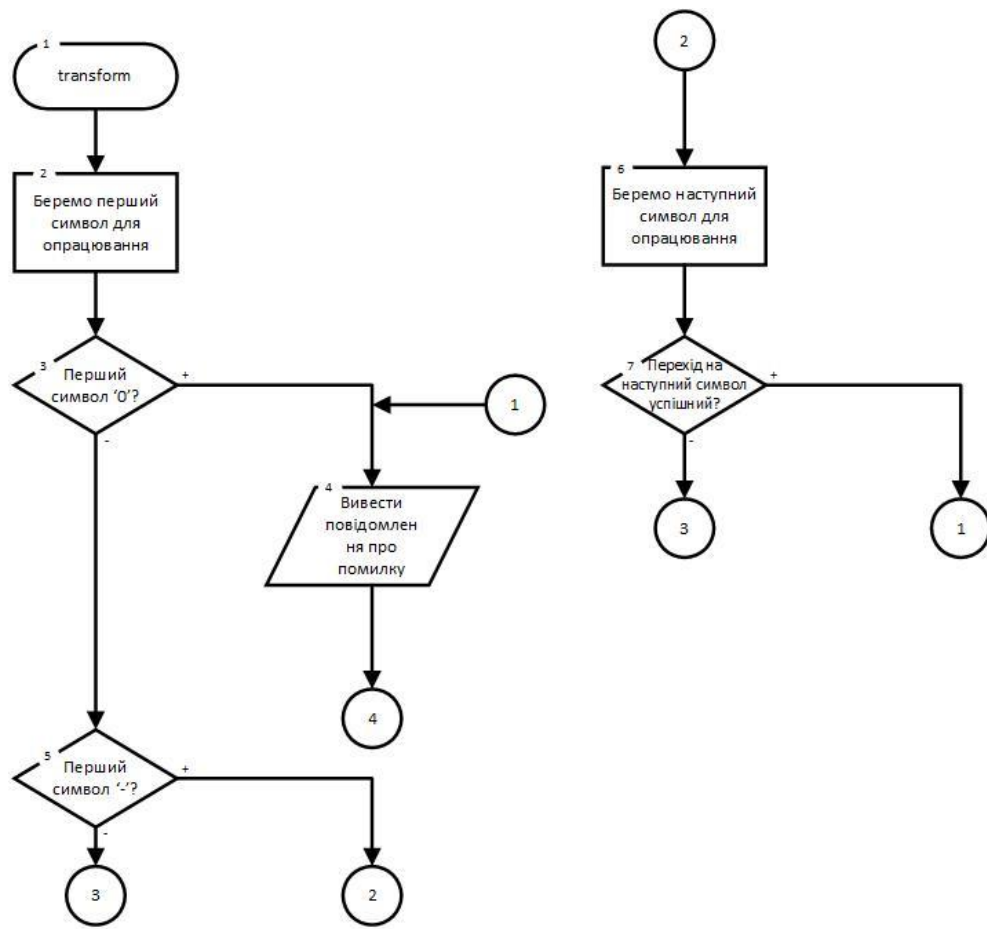 1
transform
2
Беремо перший
символ для
опрацювання
3
Перший
символ ‘0’?
+
-
1
4
Вивести
повідомлен
ня про
помилку
4
5
Перший
символ ‘-’?
+
-
3
2
2
6
Беремо наступний
символ для
опрацювання
7 Перехід на
наступний символ
успішний?
+
-
3
1